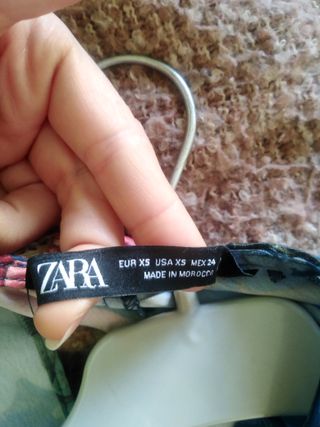 ZARA
EUR XS USA XS MEX 24
MADE IN MOROCCO